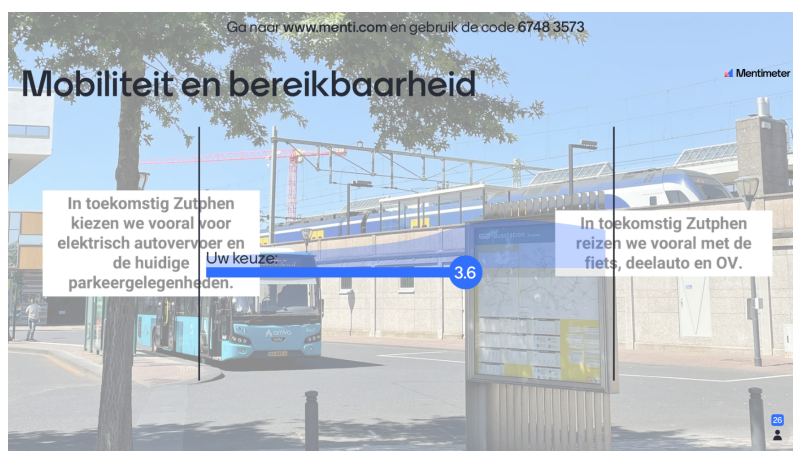 Ga naar www.menti.com en gebruik de code 6748 3573
Mobiliteit en bereikbaarheid
Mentimeter
In toekomstig Zutphen
kiezen we vooral voor
elektrisch autovervoer en
de huidige
parkeergelegenheden.
Uw keuze:
3.6
In toekomstig Zutphen
reizen we vooral met de
fiets, deelauto en OV.
arriva
26